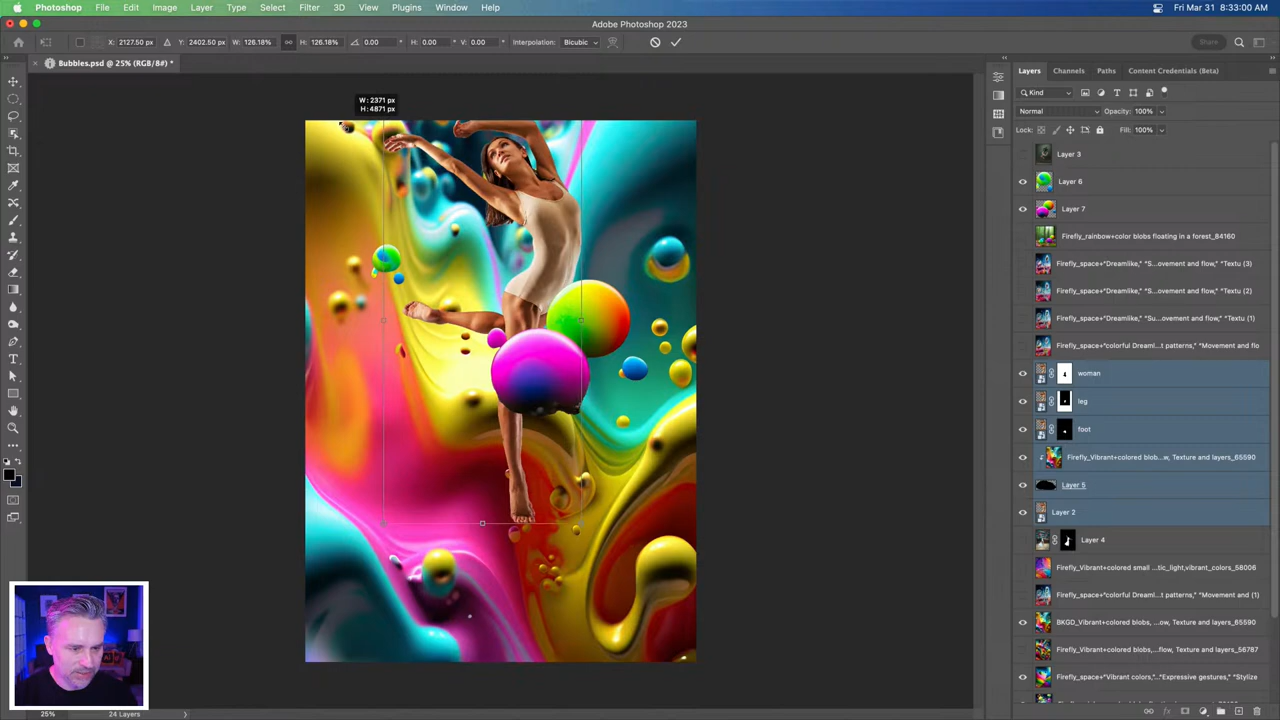 Photoshop File Edit Image Layer Type Select Filter 3D View Plugins Window Help Fri Mar 31 8:33:00 AM
Adobe Photoshop 2023
X: 2127.50 px Y: 2402.50 px W: 126.18% H: 126.18% 0.00 ° H: 0.00 ° V: 0.00 ° Interpolation: Bicubic Share
Bubbles.psd @ 25% (RGB/8#) *
Layers Channels Paths Content Credentials (Beta)
Kind
W: 2371 px
H: 4871 px
Normal Opacity: 100%
Lock: Fill: 100%
Layer 3
Layer 6
Layer 7
Firefly_rainbow+color blobs floating in a forest_84160
Firefly_space+"Dreamlike," "S...ovement and flow," "Textu (3)
Firefly_space+"Dreamlike," "S...ovement and flow," "Textu (2)
Firefly_space+"Dreamlike," "Su...ovement and flow," "Textu (1)
Firefly_space+"colorful Dreaml...t patterns," "Movement and flo
woman
leg
foot
Firefly_Vibrant+colored blob...w, Texture and layers_65590
Layer 5
Layer 2
Layer 4
Firefly_Vibrant+colored small ...tic_light,vibrant_colors_58006
Firefly_space+"colorful Dreaml...t patterns," "Movement and (1)
BKGD_Vibrant+colored blobs, ...ow, Texture and layers_65590
Firefly_Vibrant+colored blobs,...flow, Texture and layers_56787
Firefly_space+"Vibrant colors,"..."Expressive gestures," "Stylize
25% 24 Layers